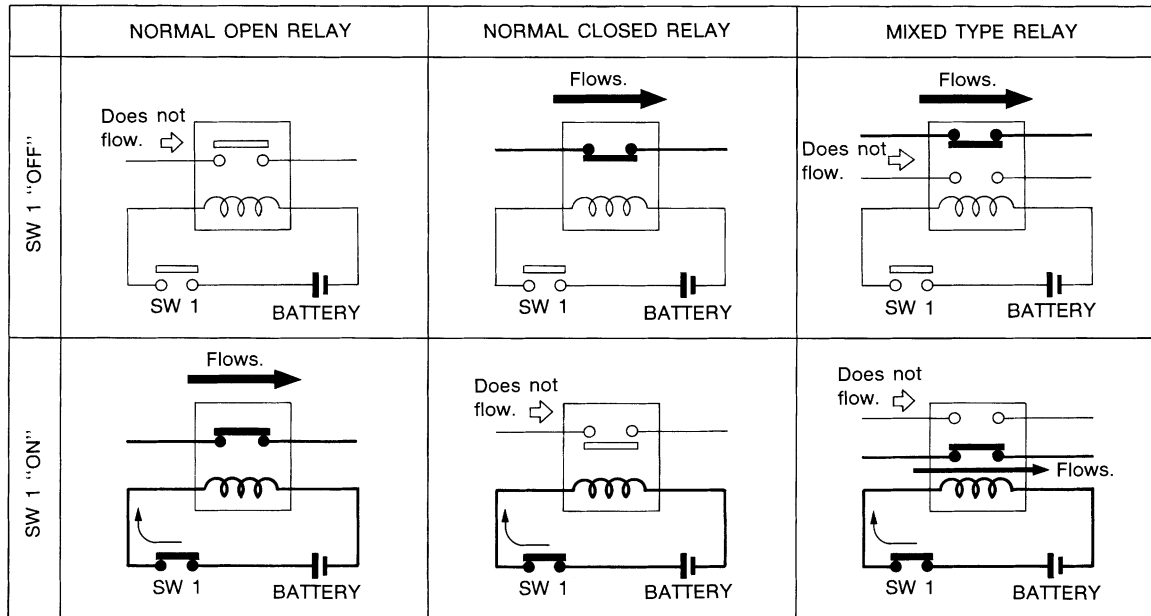 NORMAL OPEN RELAY
NORMAL CLOSED RELAY
MIXED TYPE RELAY
SW 1 "OFF"
Does not
flow.
SW 1
BATTERY
Flows.
SW 1
BATTERY
Flows.
Does not
flow.
SW 1
BATTERY
SW 1 "ON"
Flows.
SW 1
BATTERY
Does not
flow.
SW 1
BATTERY
Does not
flow.
Flows.
SW 1
BATTERY